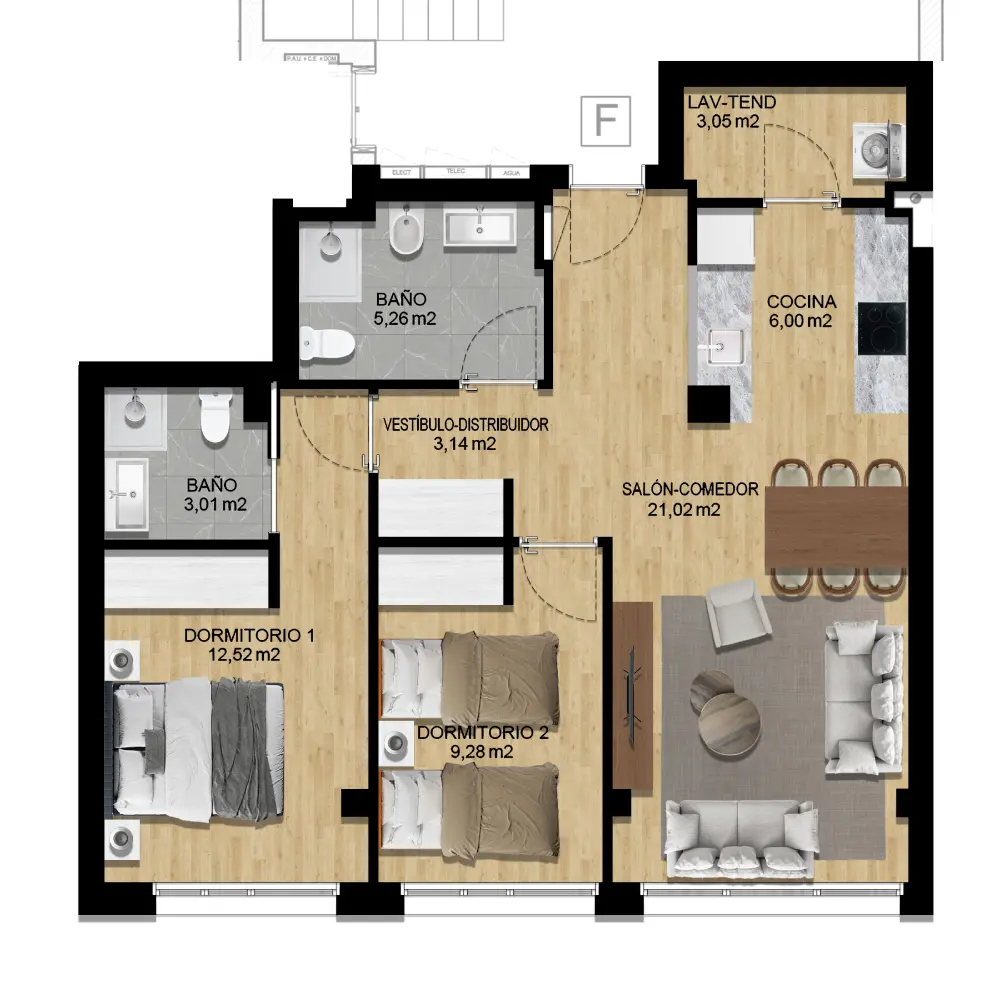 P.A.U. + C.E. + DOM
F
LAV-TEND
3,05 m2
ELECT
TELEC
AGUA
BAÑO
5,26 m2
COCINA
6,00 m2
VESTÍBULO-DISTRIBUIDOR
3,14 m2
BAÑO
3,01 m2
SALÓN-COMEDOR
21,02 m2
DORMITORIO 1
12,52 m2
DORMITORIO 2
9,28 m2